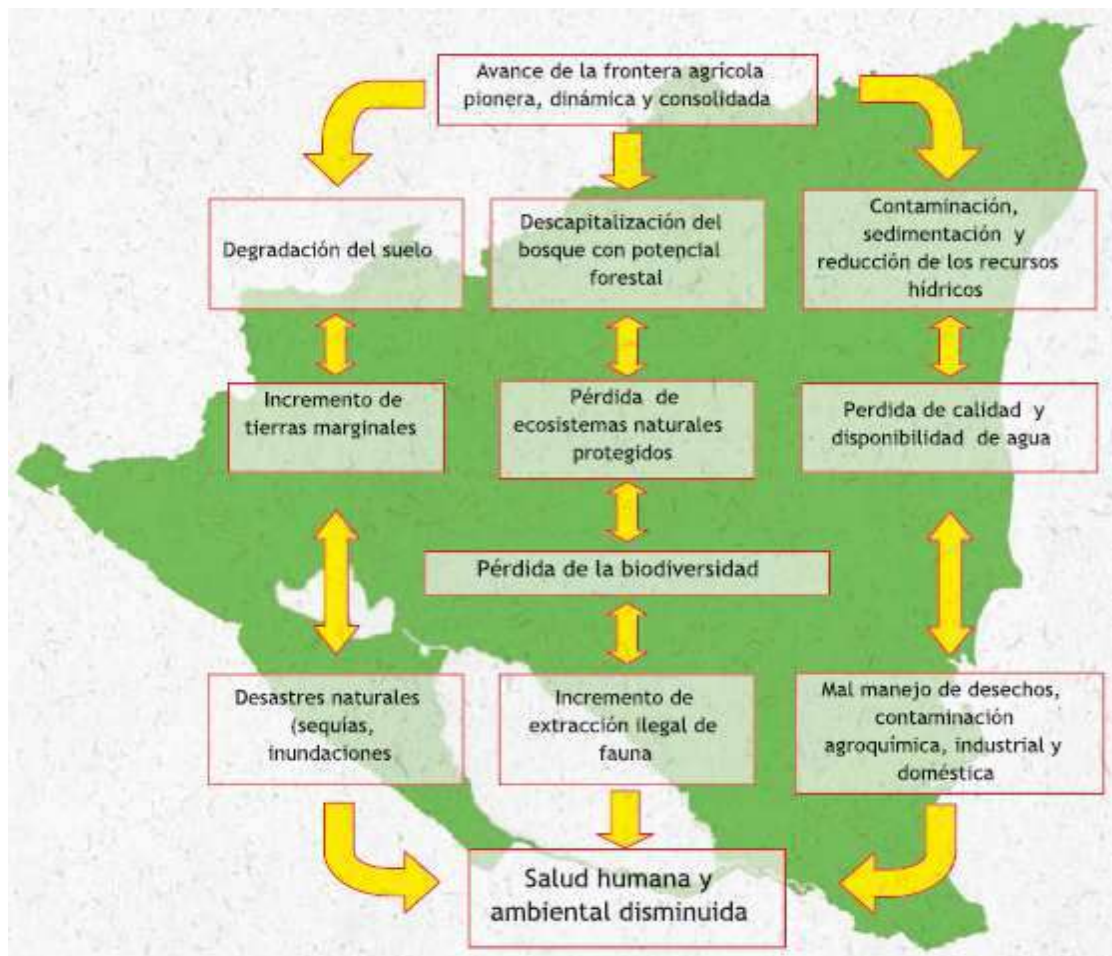 Avance de la frontera agrícola
pionera, dinámica y consolidada
Degradación del suelo
Descapitalización del
bosque con potencial
forestal
Contaminación,
sedimentación y
reducción de los recursos
hídricos
Incremento de
tierras marginales
Pérdida de
ecosistemas naturales
protegidos
Perdida de calidad y
disponibilidad de agua
Pérdida de la biodiversidad
Desastres naturales
(sequías,
inundaciones
Incremento de
extracción ilegal de
fauna
Mal manejo de desechos,
contaminación
agroquímica, industrial y
doméstica
Salud humana y
ambiental disminuida